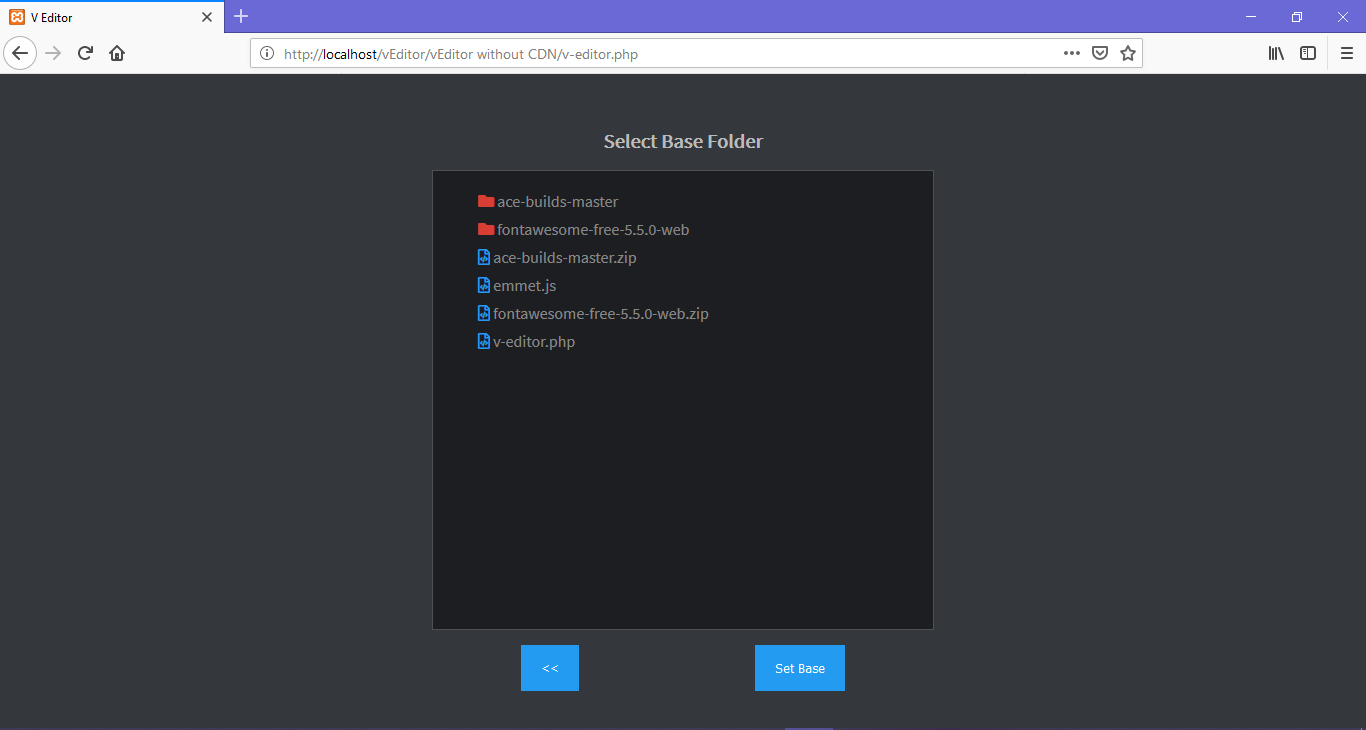 V Editor
http://localhost/vEditor/vEditor without CDN/v-editor.php
Select Base Folder
ace-builds-master
fontawesome-free-5.5.0-web
ace-builds-master.zip
emmet.js
fontawesome-free-5.5.0-web.zip
v-editor.php
<< Set Base